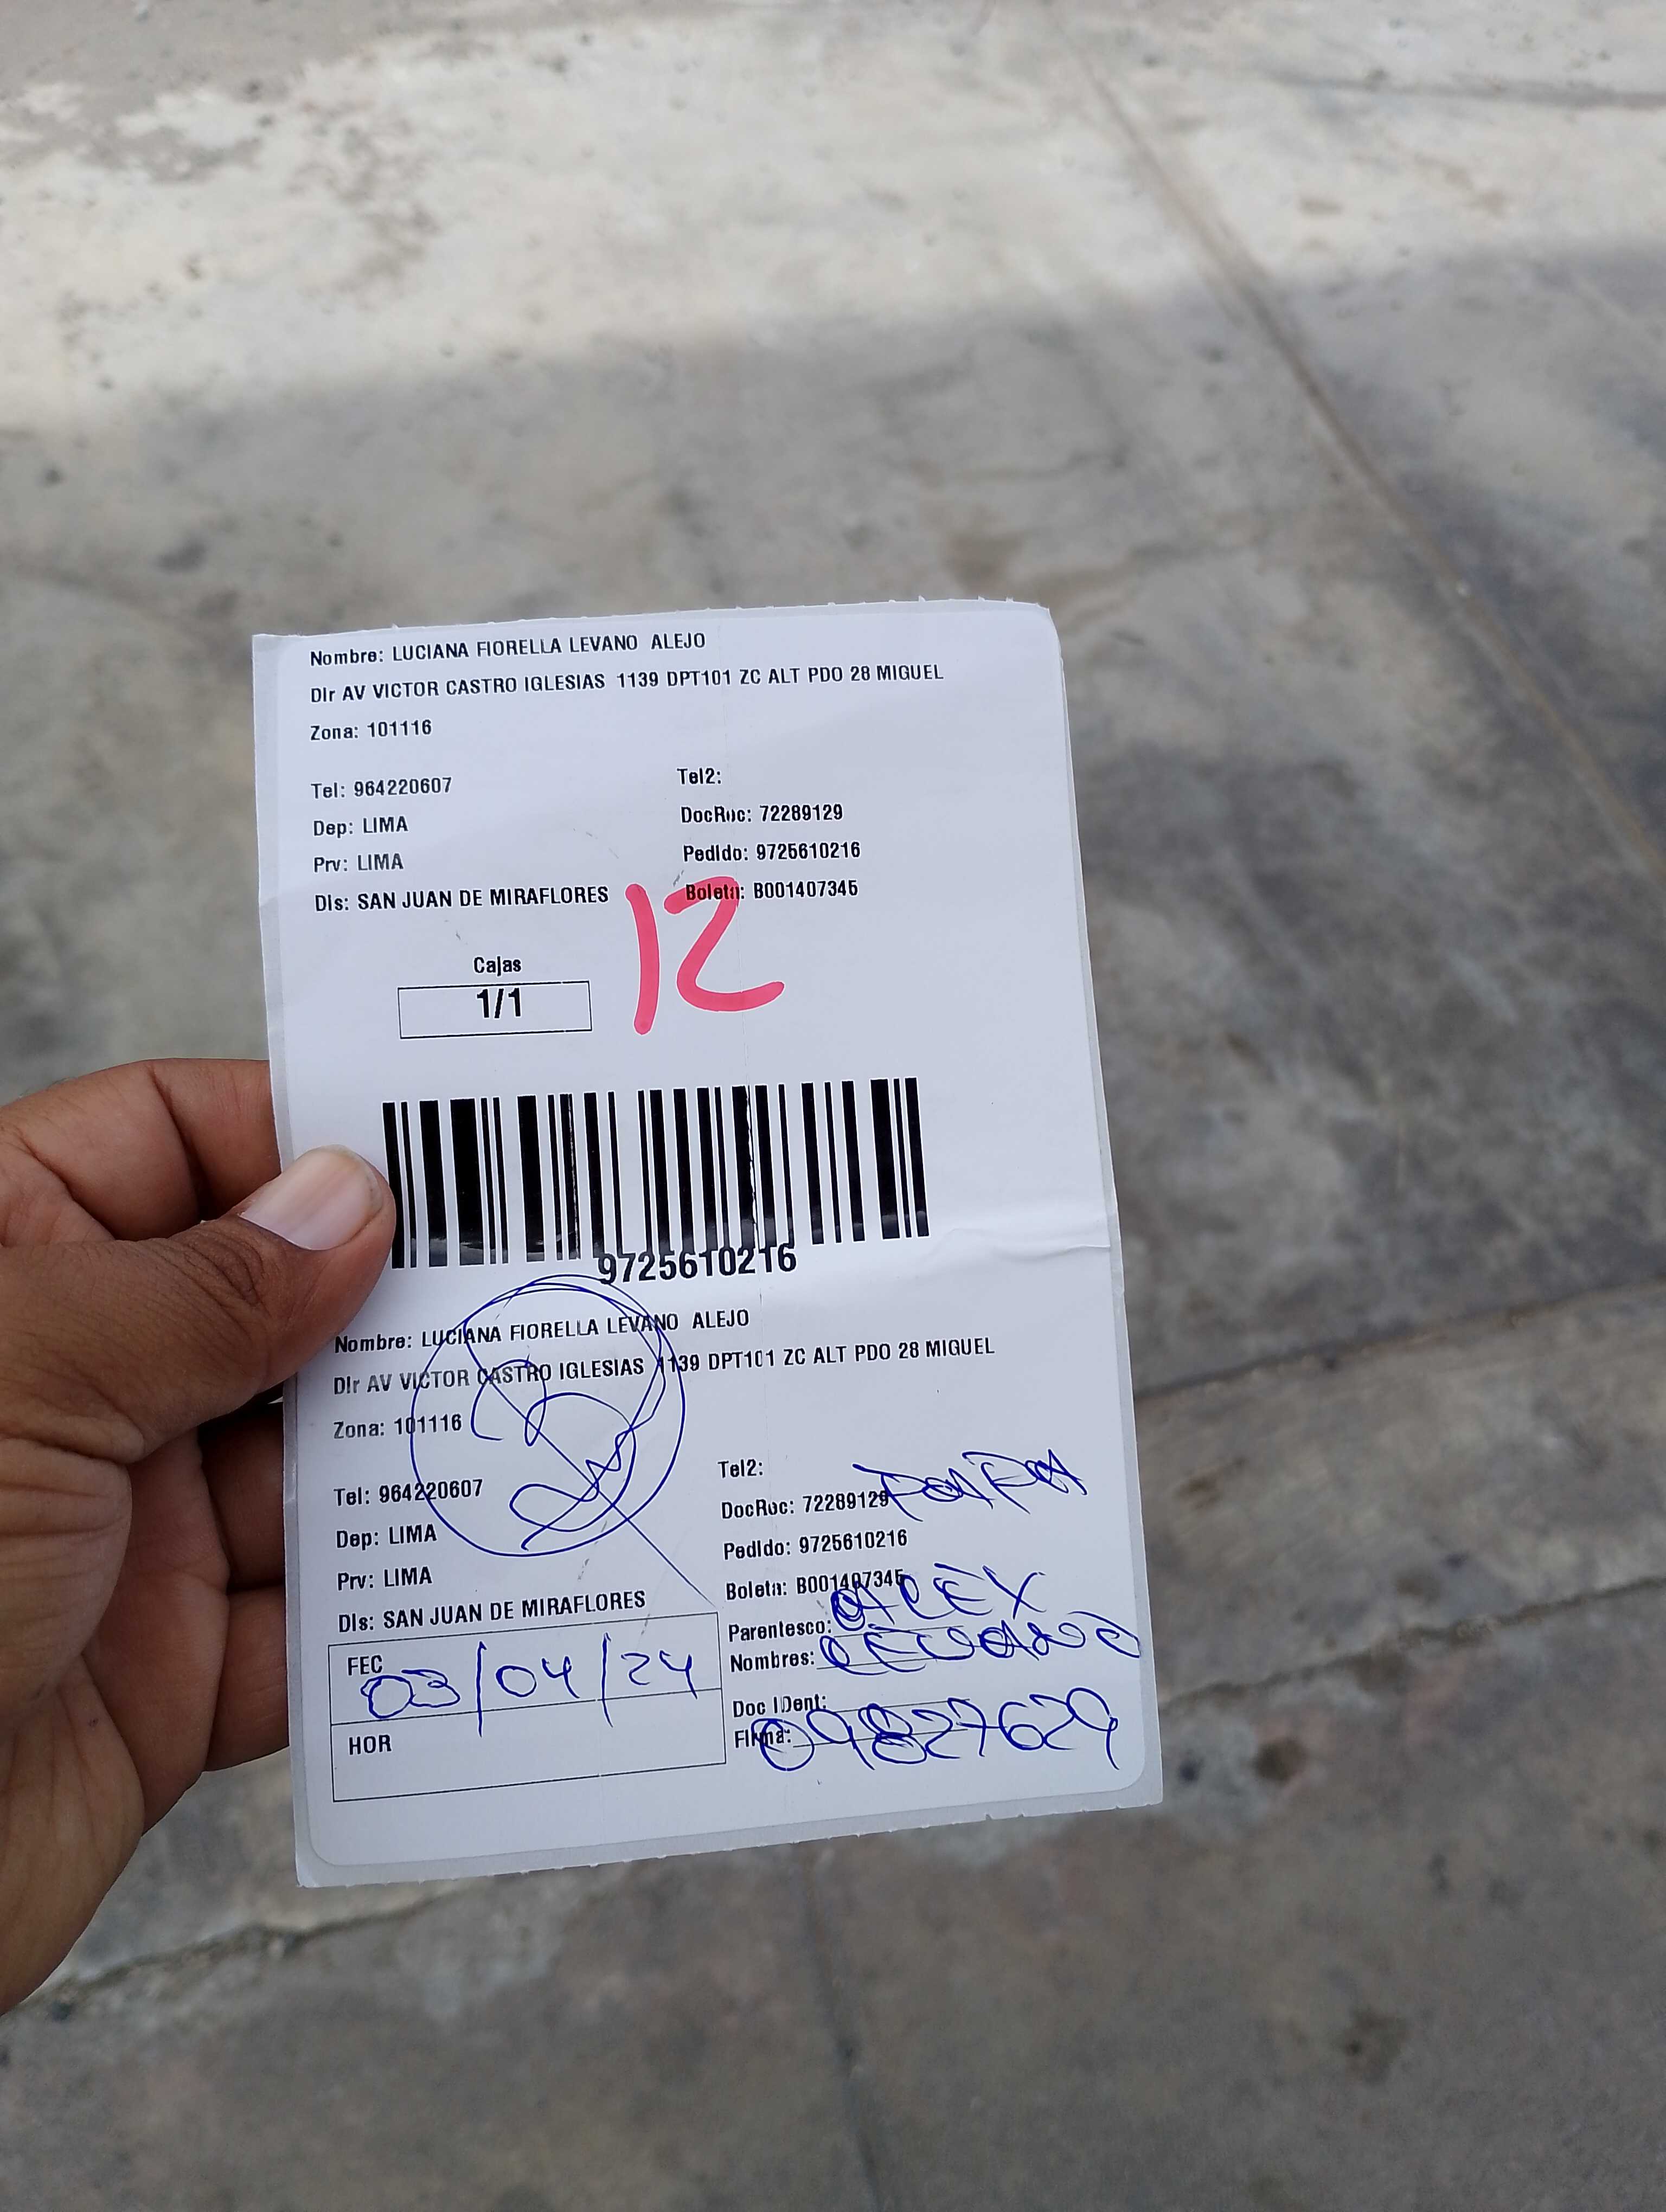 Nombre: LUCIANA FIORELLA LEVANO ALEJO
Dir AV VICTOR CASTRO IGLESIAS 1139 DPT101 ZC ALT PDO 28 MIGUEL
Zona: 101116
Tel: 964220607
Tel2:
Dep: LIMA
DocRec: 72289129
Prv: LIMA
Pedido: 9725610216
Dis: SAN JUAN DE MIRAFLORES
Boleta: B001407345
12
Cajas
1/1
9725610216
Nombre: LUCIANA FIORELLA LEVANO ALEJO
Dir AV VICTOR CASTRO IGLESIAS 1139 DPT101 ZC ALT PDO 28 MIGUEL
Zona: 101116
Tel: 964220607
Tel2:
DocRec: 72289129 PAPA
Dep: LIMA
Pedido: 9725610216
Prv: LIMA
Boleta: B001407345
Dis: SAN JUAN DE MIRAFLORES
Parentesco: ALEX
Nombres: LEVANO
FEC 03/04/24
HOR
Doc IDent:
Firma: 09827629